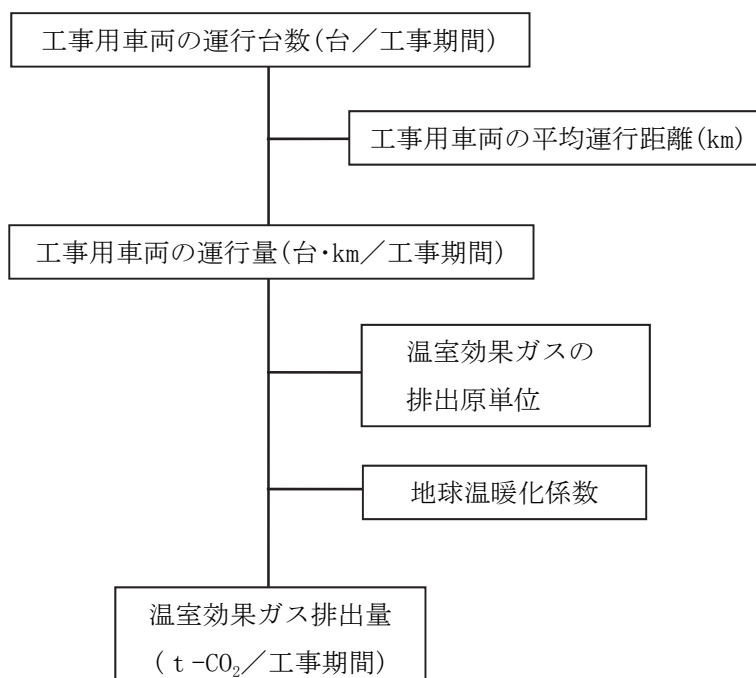 工事用車両の運行台数(台／工事期間)
工事用車両の平均運行距離(km)
工事用車両の運行量(台･km／工事期間)
温室効果ガスの
排出原単位
地球温暖化係数
温室効果ガス排出量
(ｔ-CO₂／工事期間)